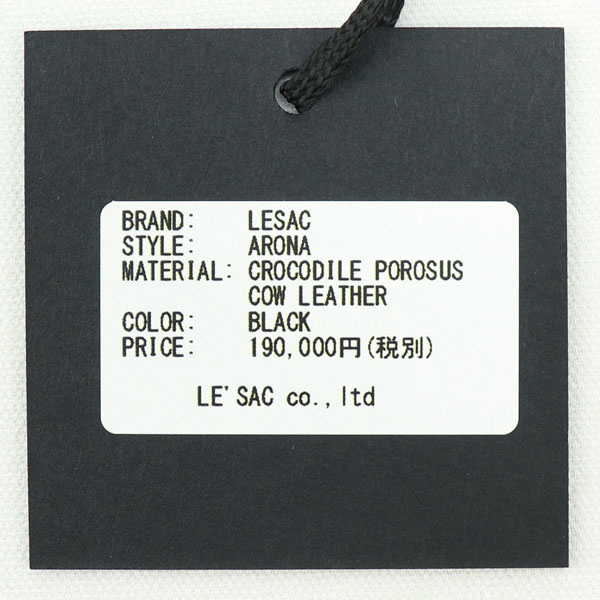 BRAND: LESAC
STYLE: ARONA
MATERIAL: CROCODILE POROSUS
COW LEATHER
COLOR: BLACK
PRICE: 190,000円(税別)
LE'SAC co.,ltd